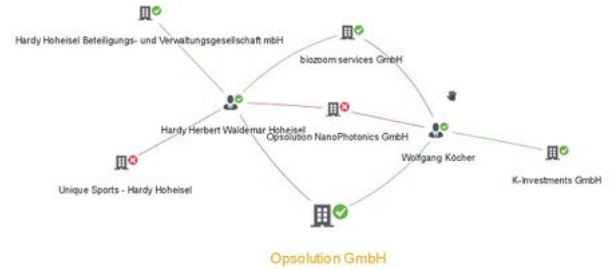 Hardy Hoheisel Beteiligungs- und Verwaltungsgesellschaft mbH
biozoom services GmbH
Hardy Herbert Waldemar Hoheisel
Opsolution NanoPhotonics GmbH
Wolfgang Köcher
K-Investments GmbH
Unique Sports - Hardy Hoheisel
Opsolution GmbH